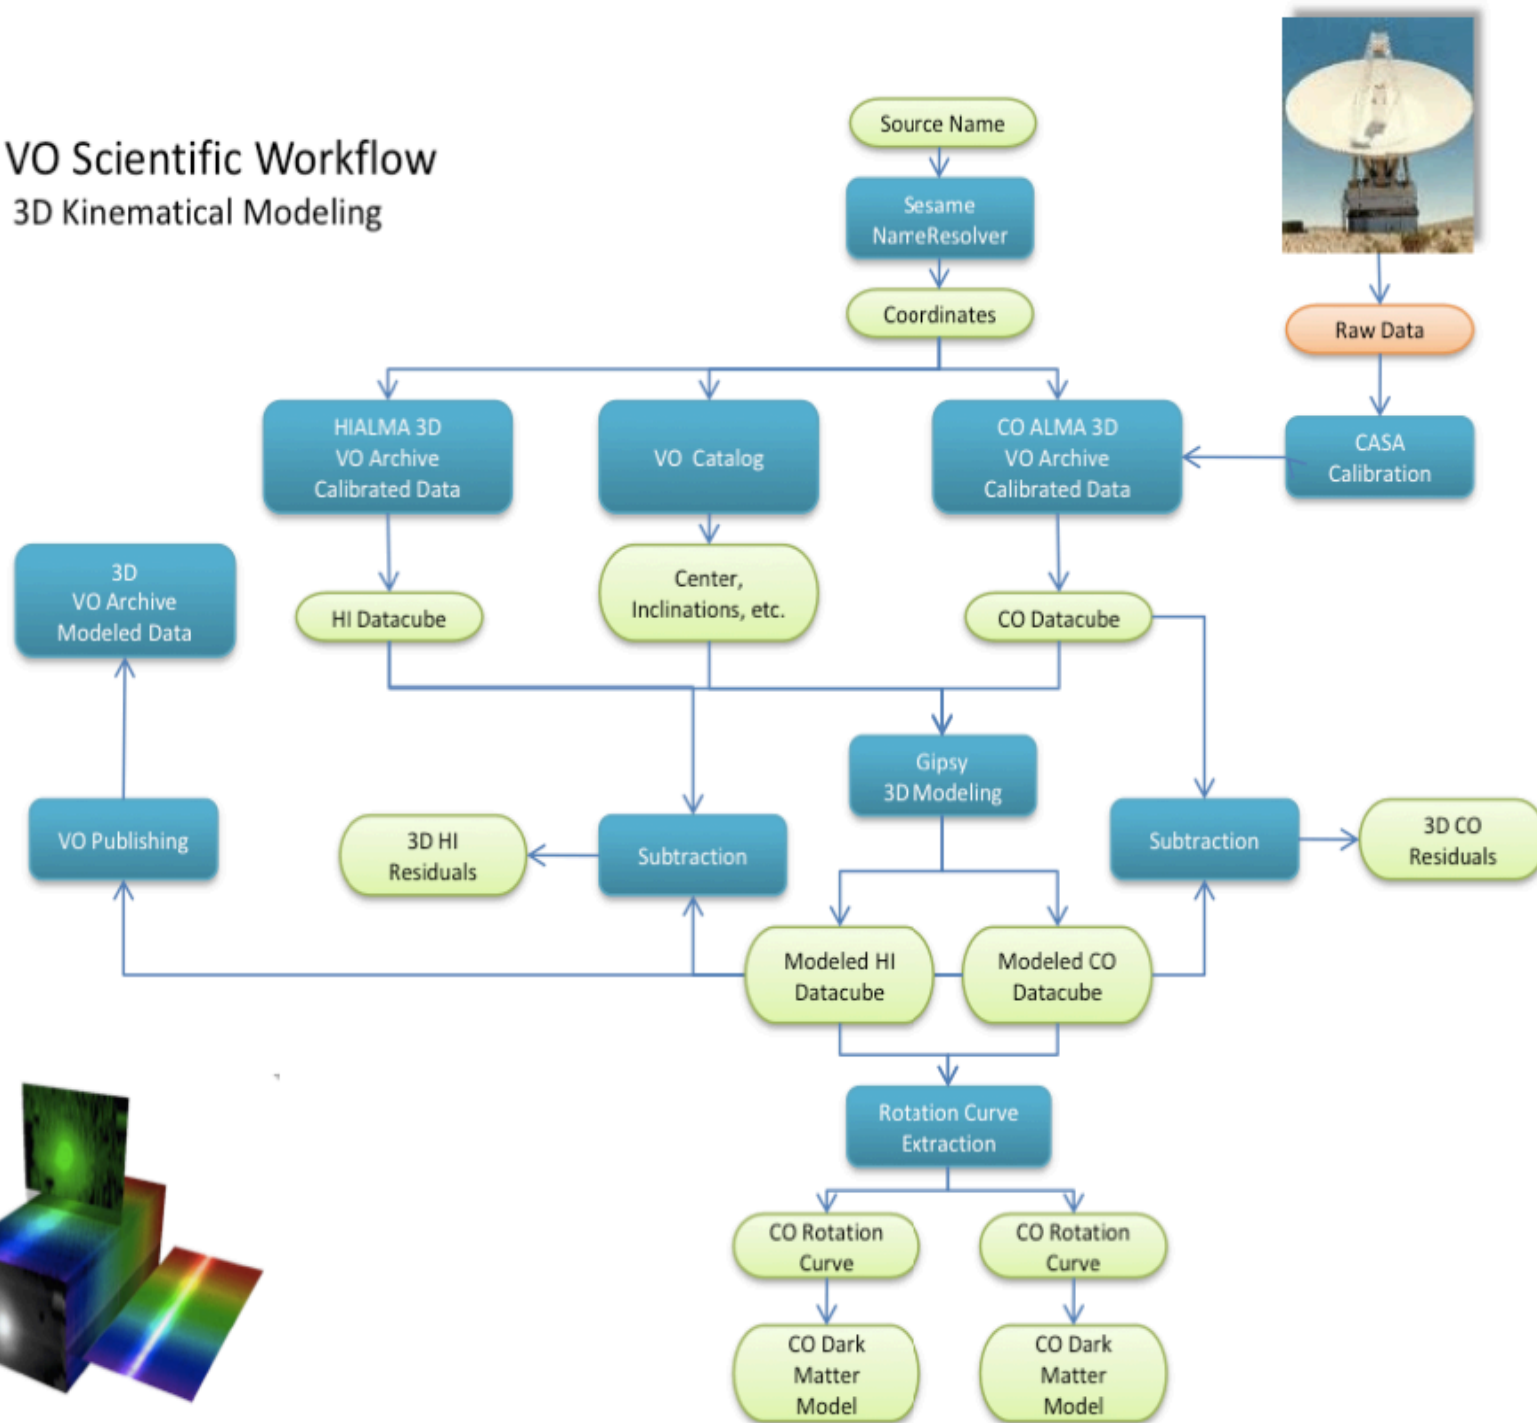 VO Scientific Workflow
3D Kinematical Modeling
Source Name
Sesame
NameResolver
Coordinates
Raw Data
HIALMA 3D
VO Archive
Calibrated Data
VO Catalog
CO ALMA 3D
VO Archive
Calibrated Data
CASA
Calibration
3D
VO Archive
Modeled Data
HI Datacube
Center,
Inclinations, etc.
CO Datacube
Gipsy
3D Modeling
VO Publishing
3D HI
Residuals
Subtraction
Subtraction
3D CO
Residuals
Modeled HI
Datacube
Modeled CO
Datacube
Rotation Curve
Extraction
CO Rotation
Curve
CO Rotation
Curve
CO Dark
Matter
Model
CO Dark
Matter
Model